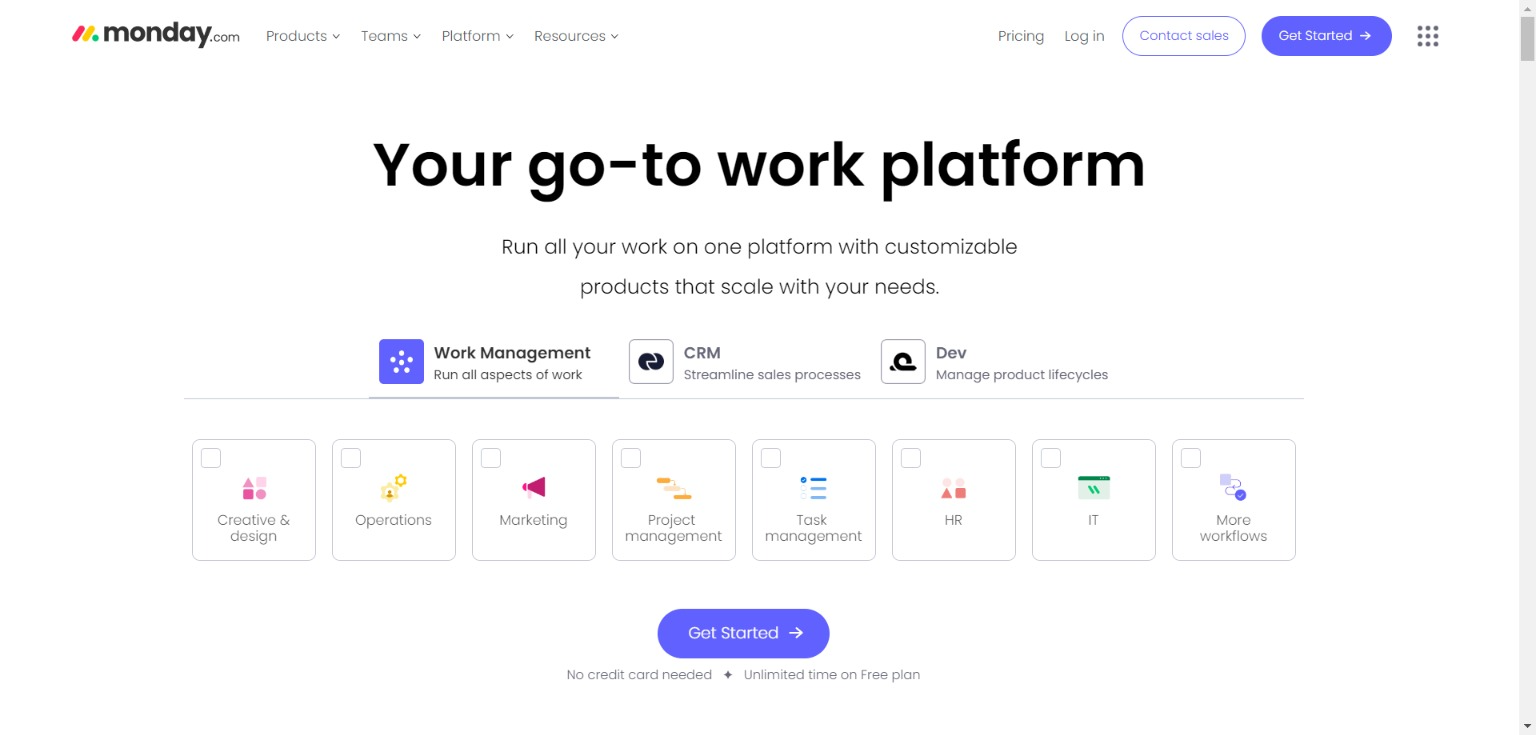 monday.com Products Teams Platform Resources Pricing Log in Contact sales Get Started
Your go-to work platform
Run all your work on one platform with customizable
products that scale with your needs.
Work Management
Run all aspects of work
CRM
Streamline sales processes
Dev
Manage product lifecycles
Creative &
design
Operations
Marketing
Project
management
Task
management
HR
IT
More
workflows
Get Started
No credit card needed ✦ Unlimited time on Free plan